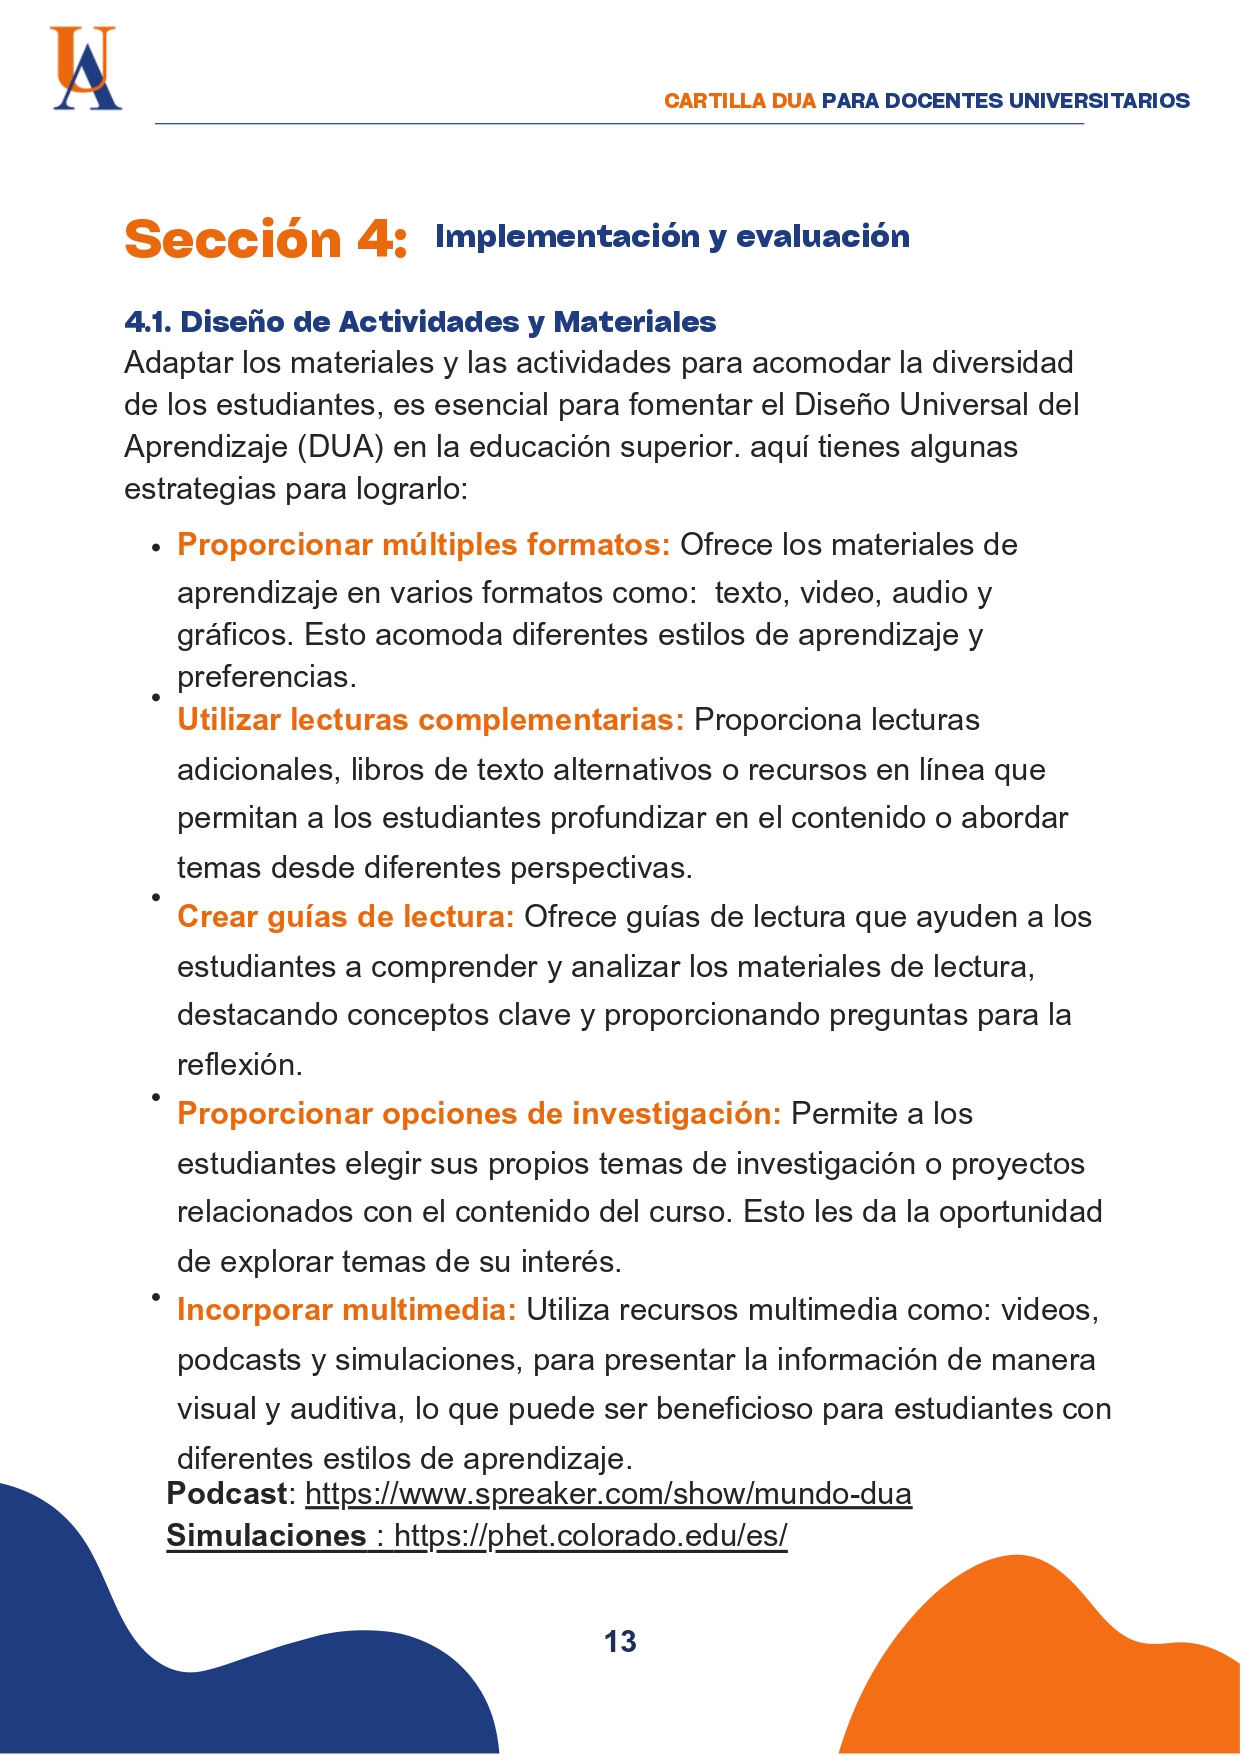 UA
CARTILLA DUA PARA DOCENTES UNIVERSITARIOS
Sección 4: Implementación y evaluación
4.1. Diseño de Actividades y Materiales
Adaptar los materiales y las actividades para acomodar la diversidad
de los estudiantes, es esencial para fomentar el Diseño Universal del
Aprendizaje (DUA) en la educación superior. aquí tienes algunas
estrategias para lograrlo:
• Proporcionar múltiples formatos: Ofrece los materiales de
aprendizaje en varios formatos como:  texto, video, audio y
gráficos. Esto acomoda diferentes estilos de aprendizaje y
preferencias.
• Utilizar lecturas complementarias: Proporciona lecturas
adicionales, libros de texto alternativos o recursos en línea que
permitan a los estudiantes profundizar en el contenido o abordar
temas desde diferentes perspectivas.
• Crear guías de lectura: Ofrece guías de lectura que ayuden a los
estudiantes a comprender y analizar los materiales de lectura,
destacando conceptos clave y proporcionando preguntas para la
reflexión.
• Proporcionar opciones de investigación: Permite a los
estudiantes elegir sus propios temas de investigación o proyectos
relacionados con el contenido del curso. Esto les da la oportunidad
de explorar temas de su interés.
• Incorporar multimedia: Utiliza recursos multimedia como: videos,
podcasts y simulaciones, para presentar la información de manera
visual y auditiva, lo que puede ser beneficioso para estudiantes con
diferentes estilos de aprendizaje.
Podcast: https://www.spreaker.com/show/mundo-dua
Simulaciones : https://phet.colorado.edu/es/
13